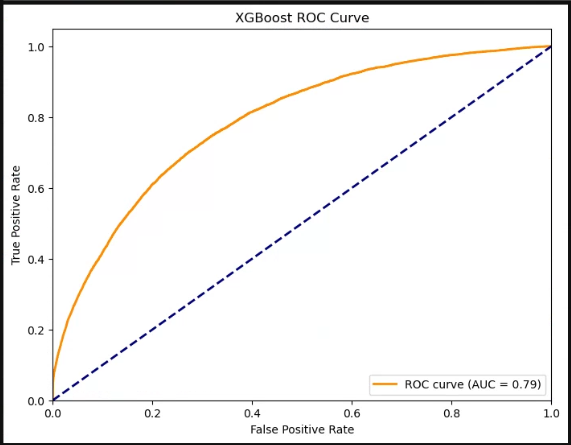 XGBoost ROC Curve
1.0
0.8
0.6
0.4
0.2
0.0
True Positive Rate
ROC curve (AUC = 0.79)
0.0 0.2 0.4 0.6 0.8 1.0
False Positive Rate